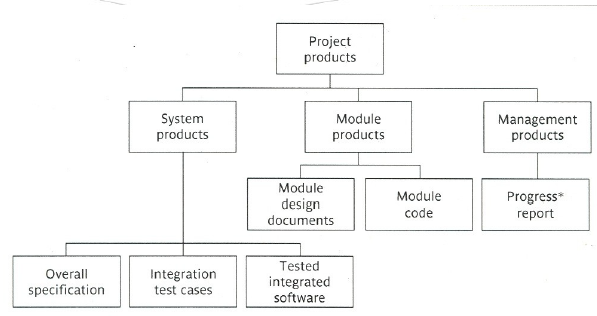 Project
products
System
products
Module
products
Management
products
Module
design
documents
Module
code
Progress*
report
Overall
specification
Integration
test cases
Tested
integrated
software